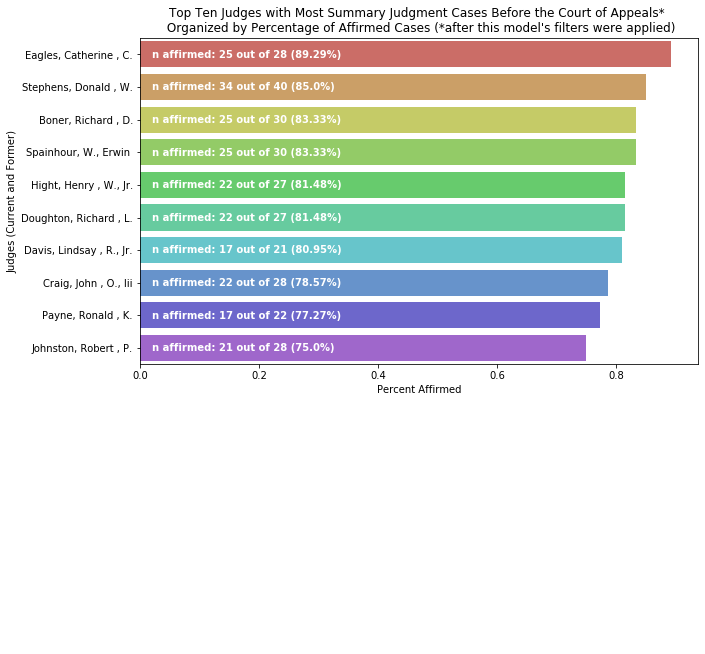 Top Ten Judges with Most Summary Judgment Cases Before the Court of Appeals*
Organized by Percentage of Affirmed Cases (*after this model's filters were applied)
Judges (Current and Former)
Eagles, Catherine , C.
n affirmed: 25 out of 28 (89.29%)
Stephens, Donald , W.
n affirmed: 34 out of 40 (85.0%)
Boner, Richard , D.
n affirmed: 25 out of 30 (83.33%)
Spainhour, W., Erwin
n affirmed: 25 out of 30 (83.33%)
Hight, Henry , W., Jr.
n affirmed: 22 out of 27 (81.48%)
Doughton, Richard , L.
n affirmed: 22 out of 27 (81.48%)
Davis, Lindsay , R., Jr.
n affirmed: 17 out of 21 (80.95%)
Craig, John , O., Iii
n affirmed: 22 out of 28 (78.57%)
Payne, Ronald , K.
n affirmed: 17 out of 22 (77.27%)
Johnston, Robert , P.
n affirmed: 21 out of 28 (75.0%)
0.0 0.2 0.4 0.6 0.8
Percent Affirmed